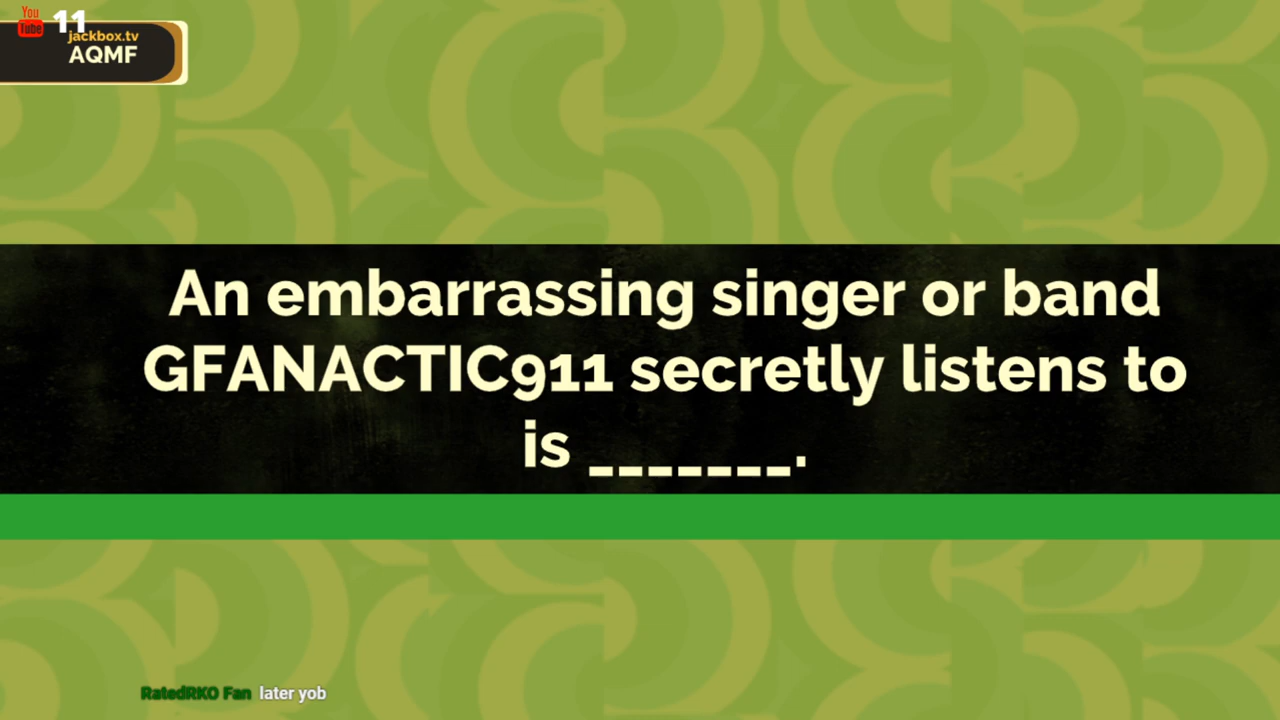 You
Tube 11
jackbox.tv
AQMF
An embarrassing singer or band
GFANACTIC911 secretly listens to
is _______.
RatedRKO Fan later yob